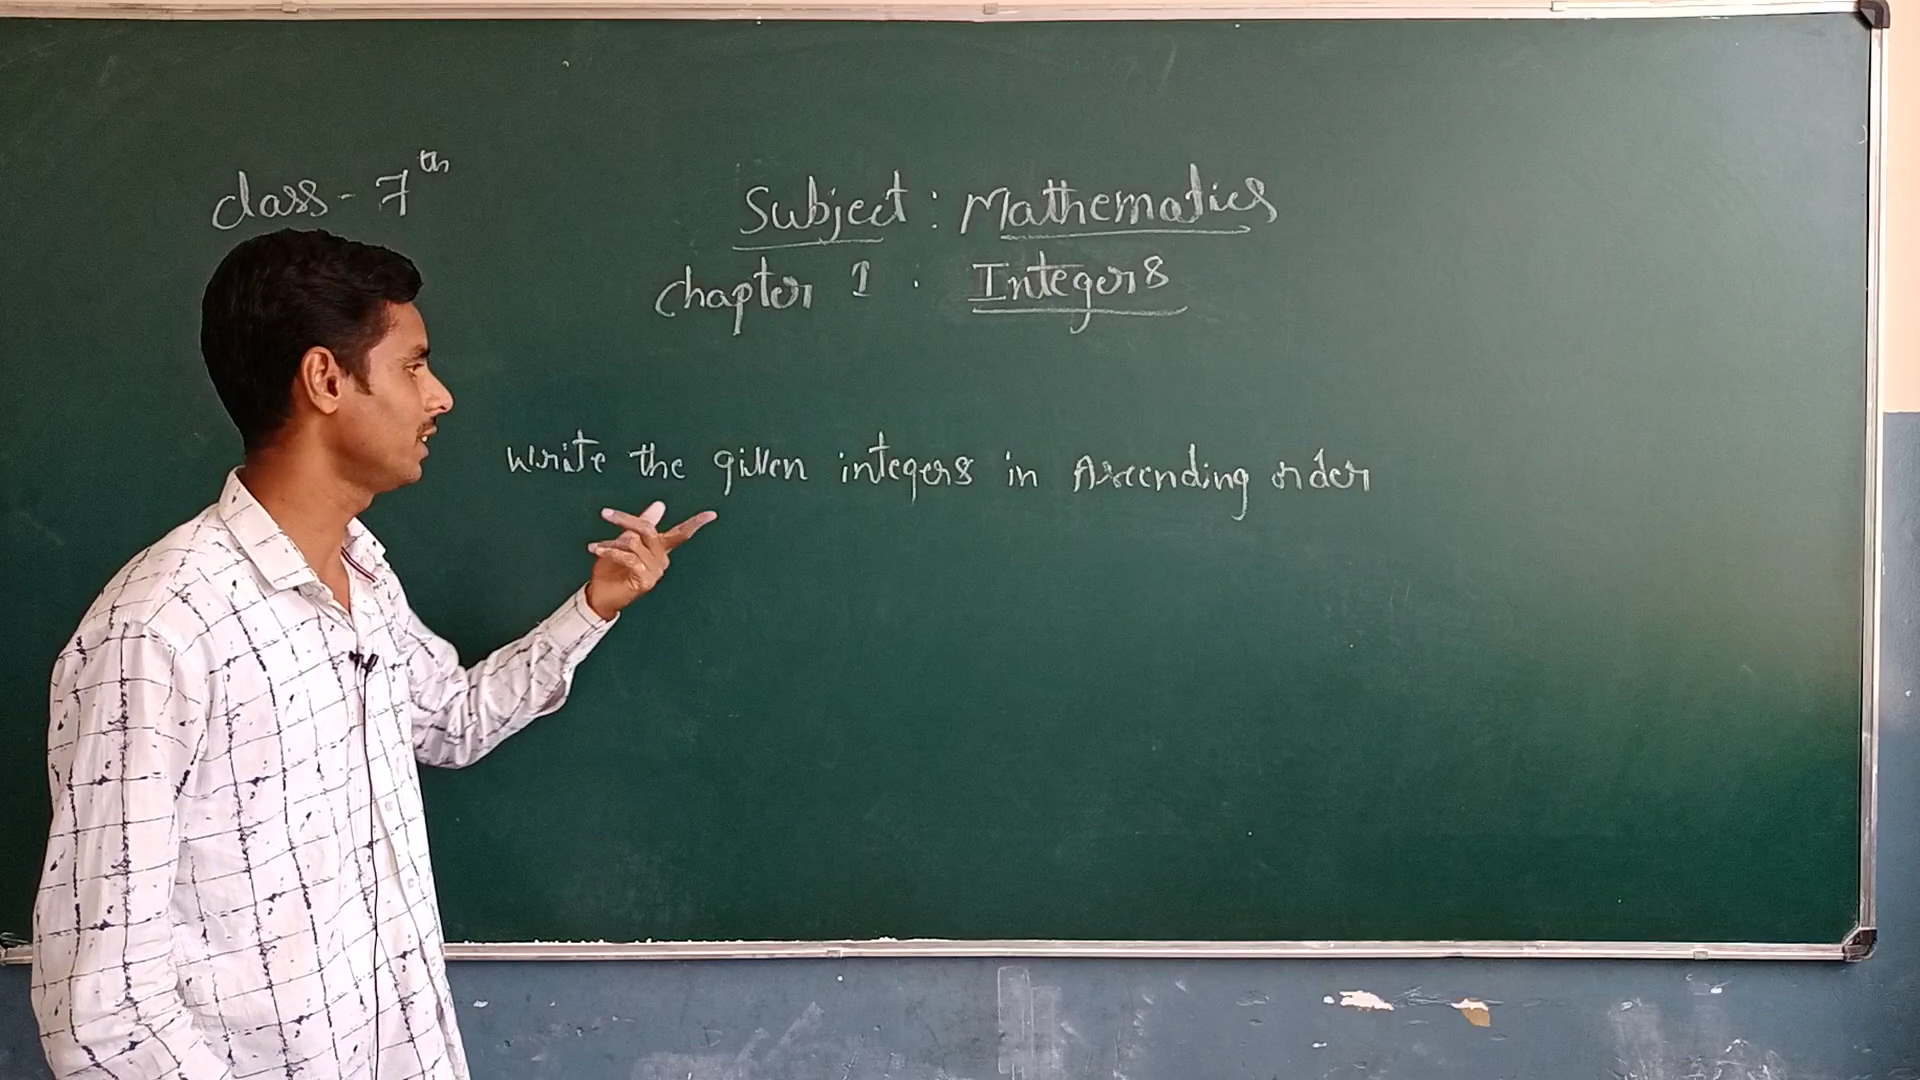 class - 7th
Subject : Mathematics
chapter 1 . Integers
write the given integers in Ascending order